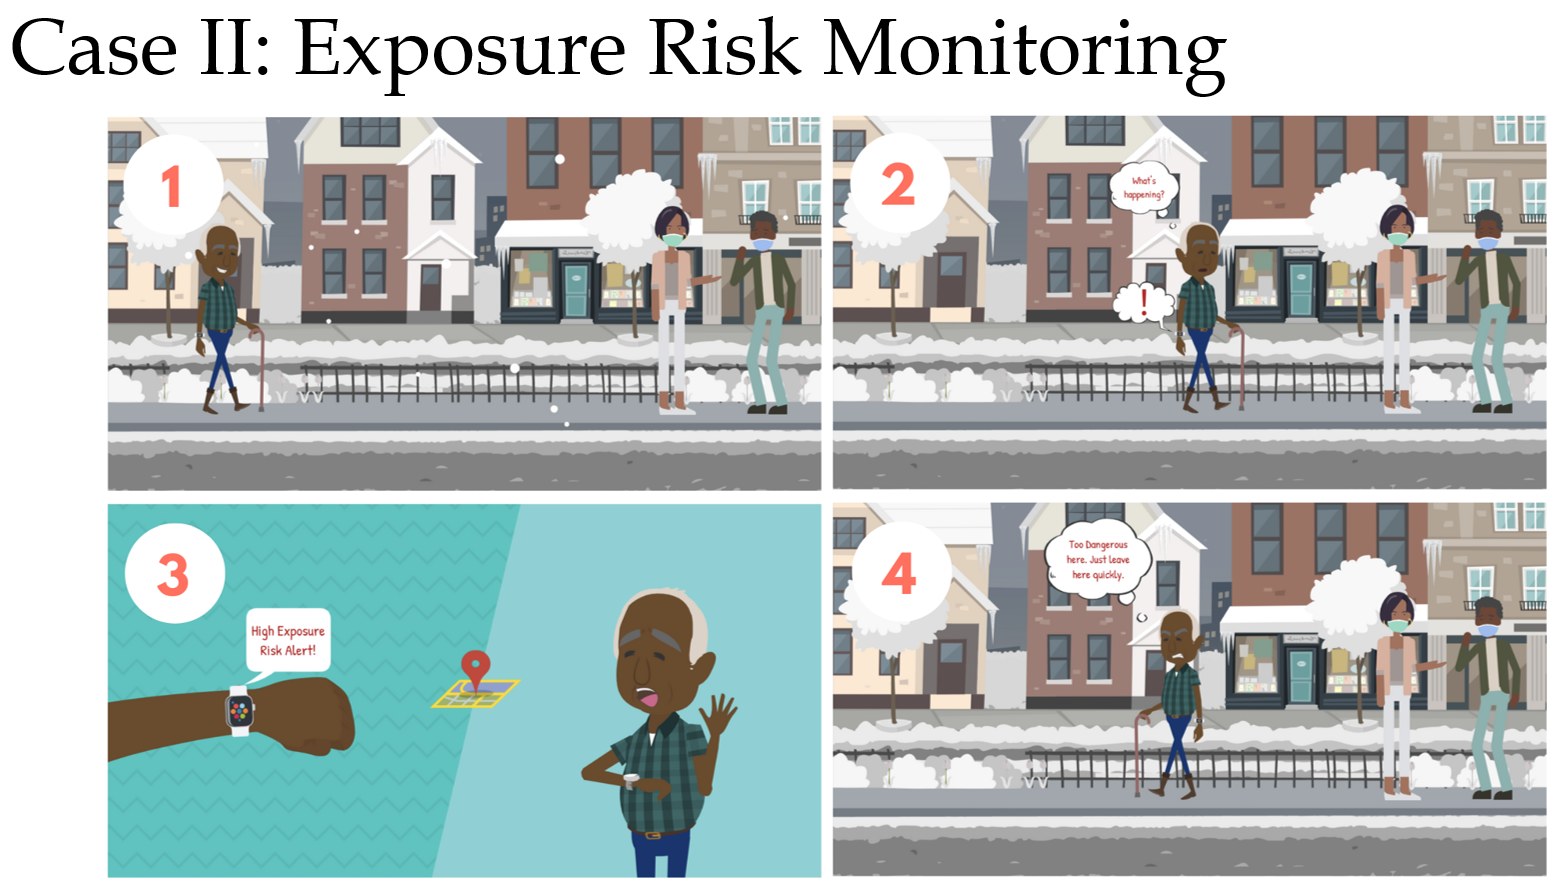 Case II: Exposure Risk Monitoring
1
2
What's
happening?
!
3
High Exposure
Risk Alert!
4
Too Dangerous
here. Just leave
here quickly.